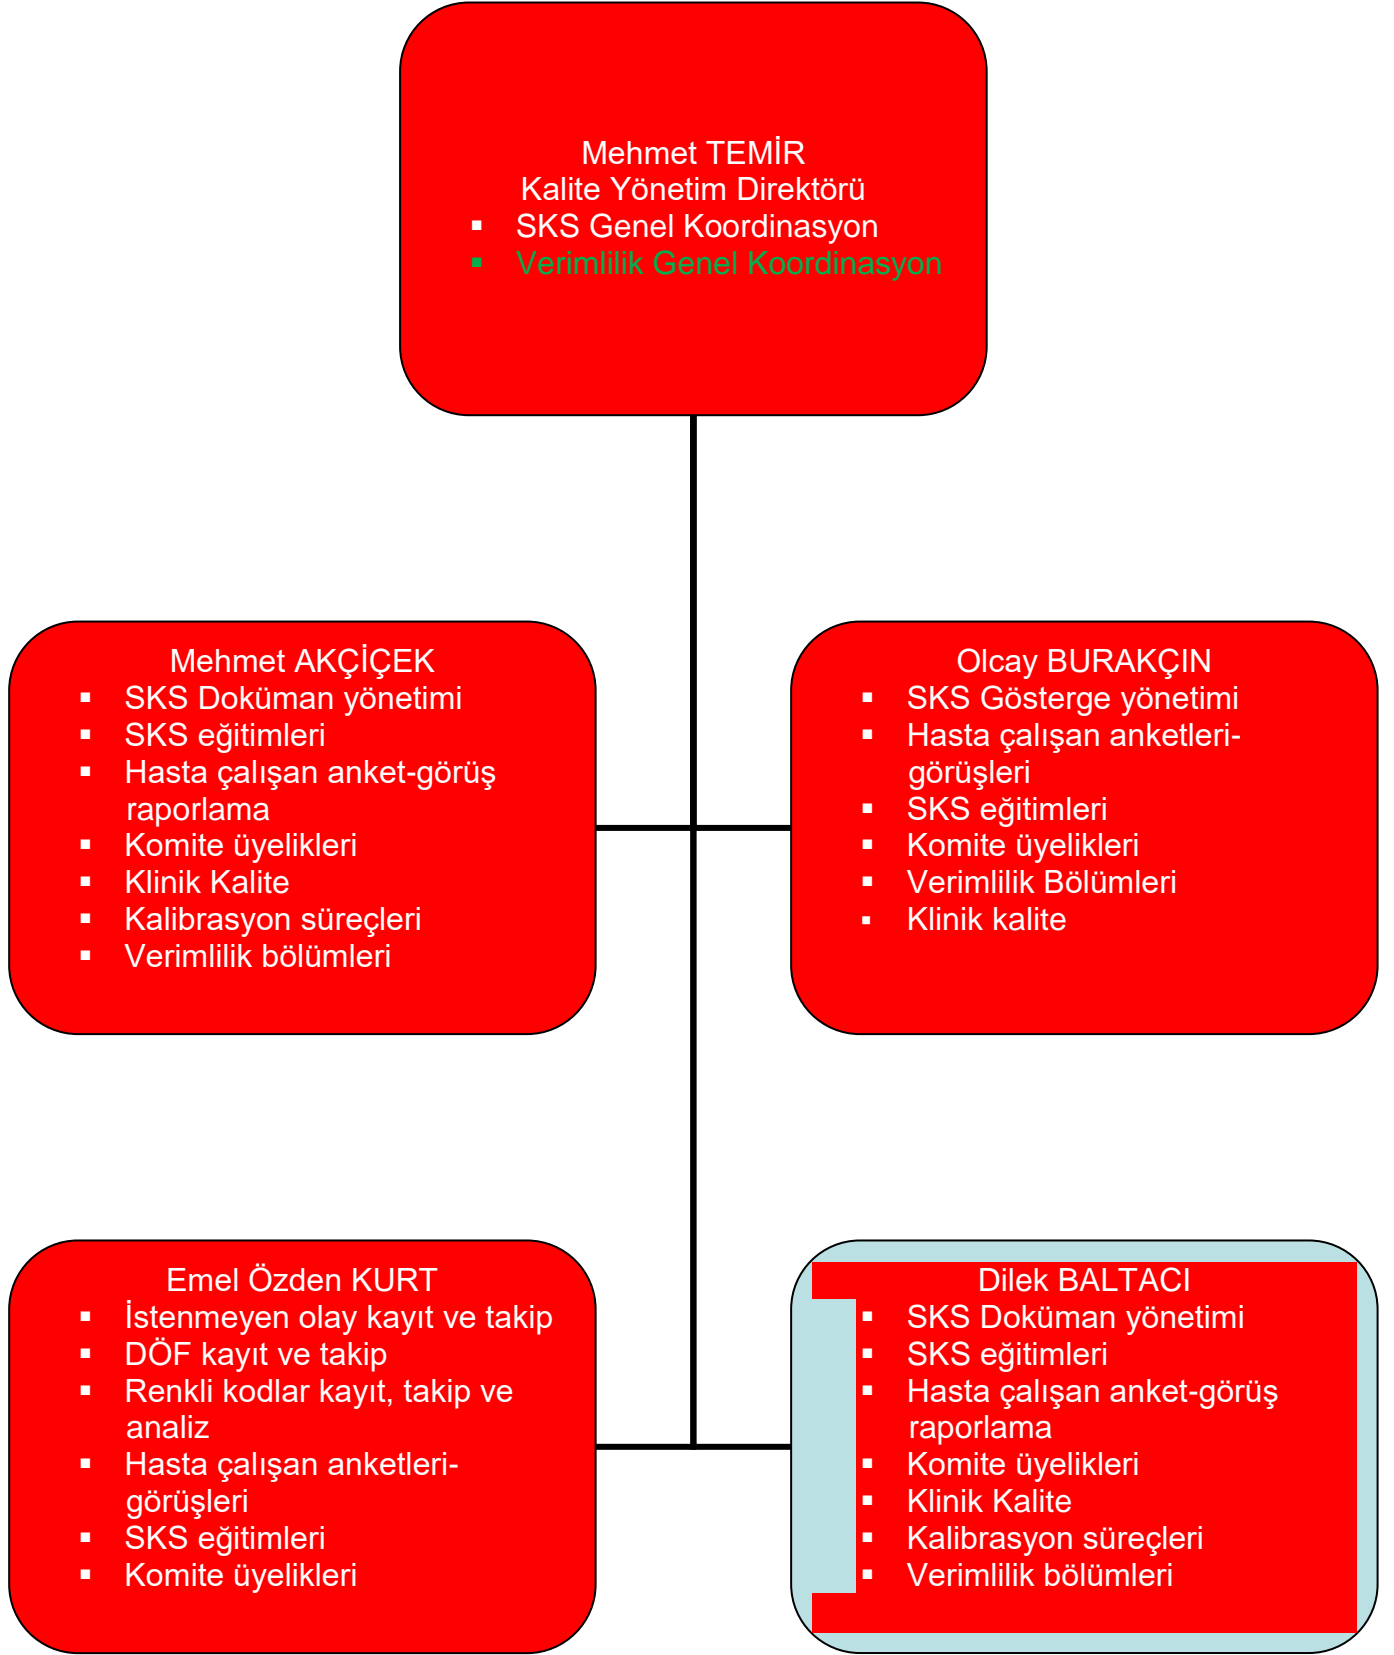 Mehmet TEMİR
Kalite Yönetim Direktörü
▪ SKS Genel Koordinasyon
▪ Verimlilik Genel Koordinasyon
Mehmet AKÇİÇEK
▪ SKS Doküman yönetimi
▪ SKS eğitimleri
▪ Hasta çalışan anket-görüş
raporlama
▪ Komite üyelikleri
▪ Klinik Kalite
▪ Kalibrasyon süreçleri
▪ Verimlilik bölümleri
Olcay BURAKÇIN
▪ SKS Gösterge yönetimi
▪ Hasta çalışan anketleri-
görüşleri
▪ SKS eğitimleri
▪ Komite üyelikleri
▪ Verimlilik Bölümleri
▪ Klinik kalite
Emel Özden KURT
▪ İstenmeyen olay kayıt ve takip
▪ DÖF kayıt ve takip
▪ Renkli kodlar kayıt, takip ve
analiz
▪ Hasta çalışan anketleri-
görüşleri
▪ SKS eğitimleri
▪ Komite üyelikleri
Dilek BALTACI
▪ SKS Doküman yönetimi
▪ SKS eğitimleri
▪ Hasta çalışan anket-görüş
raporlama
▪ Komite üyelikleri
▪ Klinik Kalite
▪ Kalibrasyon süreçleri
▪ Verimlilik bölümleri